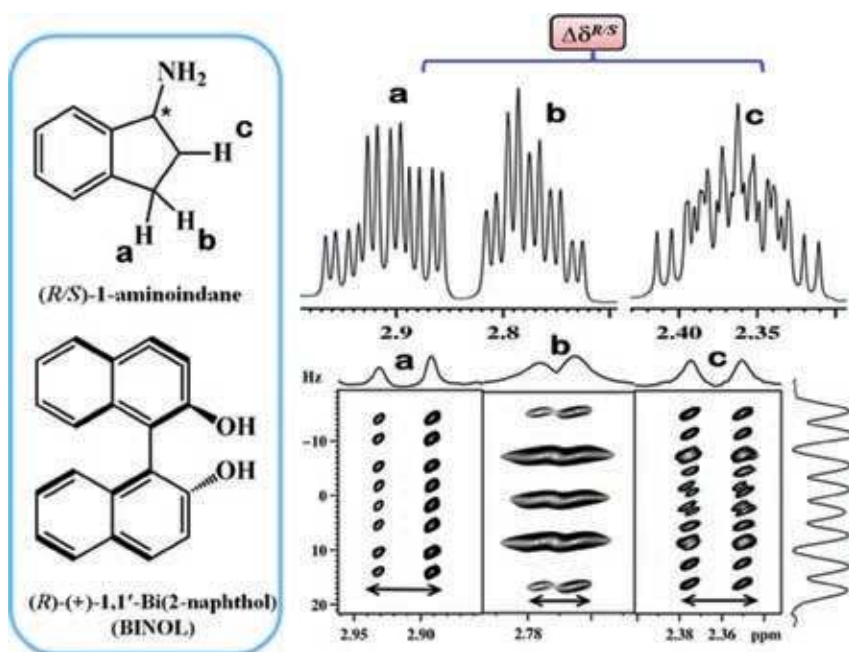 NH₂
*
c
H
H
H
a
b
(R/S)-1-aminoindane
OH
OH
(R)-(+)-1,1'-Bi(2-naphthol)
(BINOL)
Δδᴿ/ˢ
a
b
c
2.9
2.8
2.40
2.35
a
b
c
Hz
-10
0
10
20
2.95
2.90
2.78
2.38
2.36
ppm